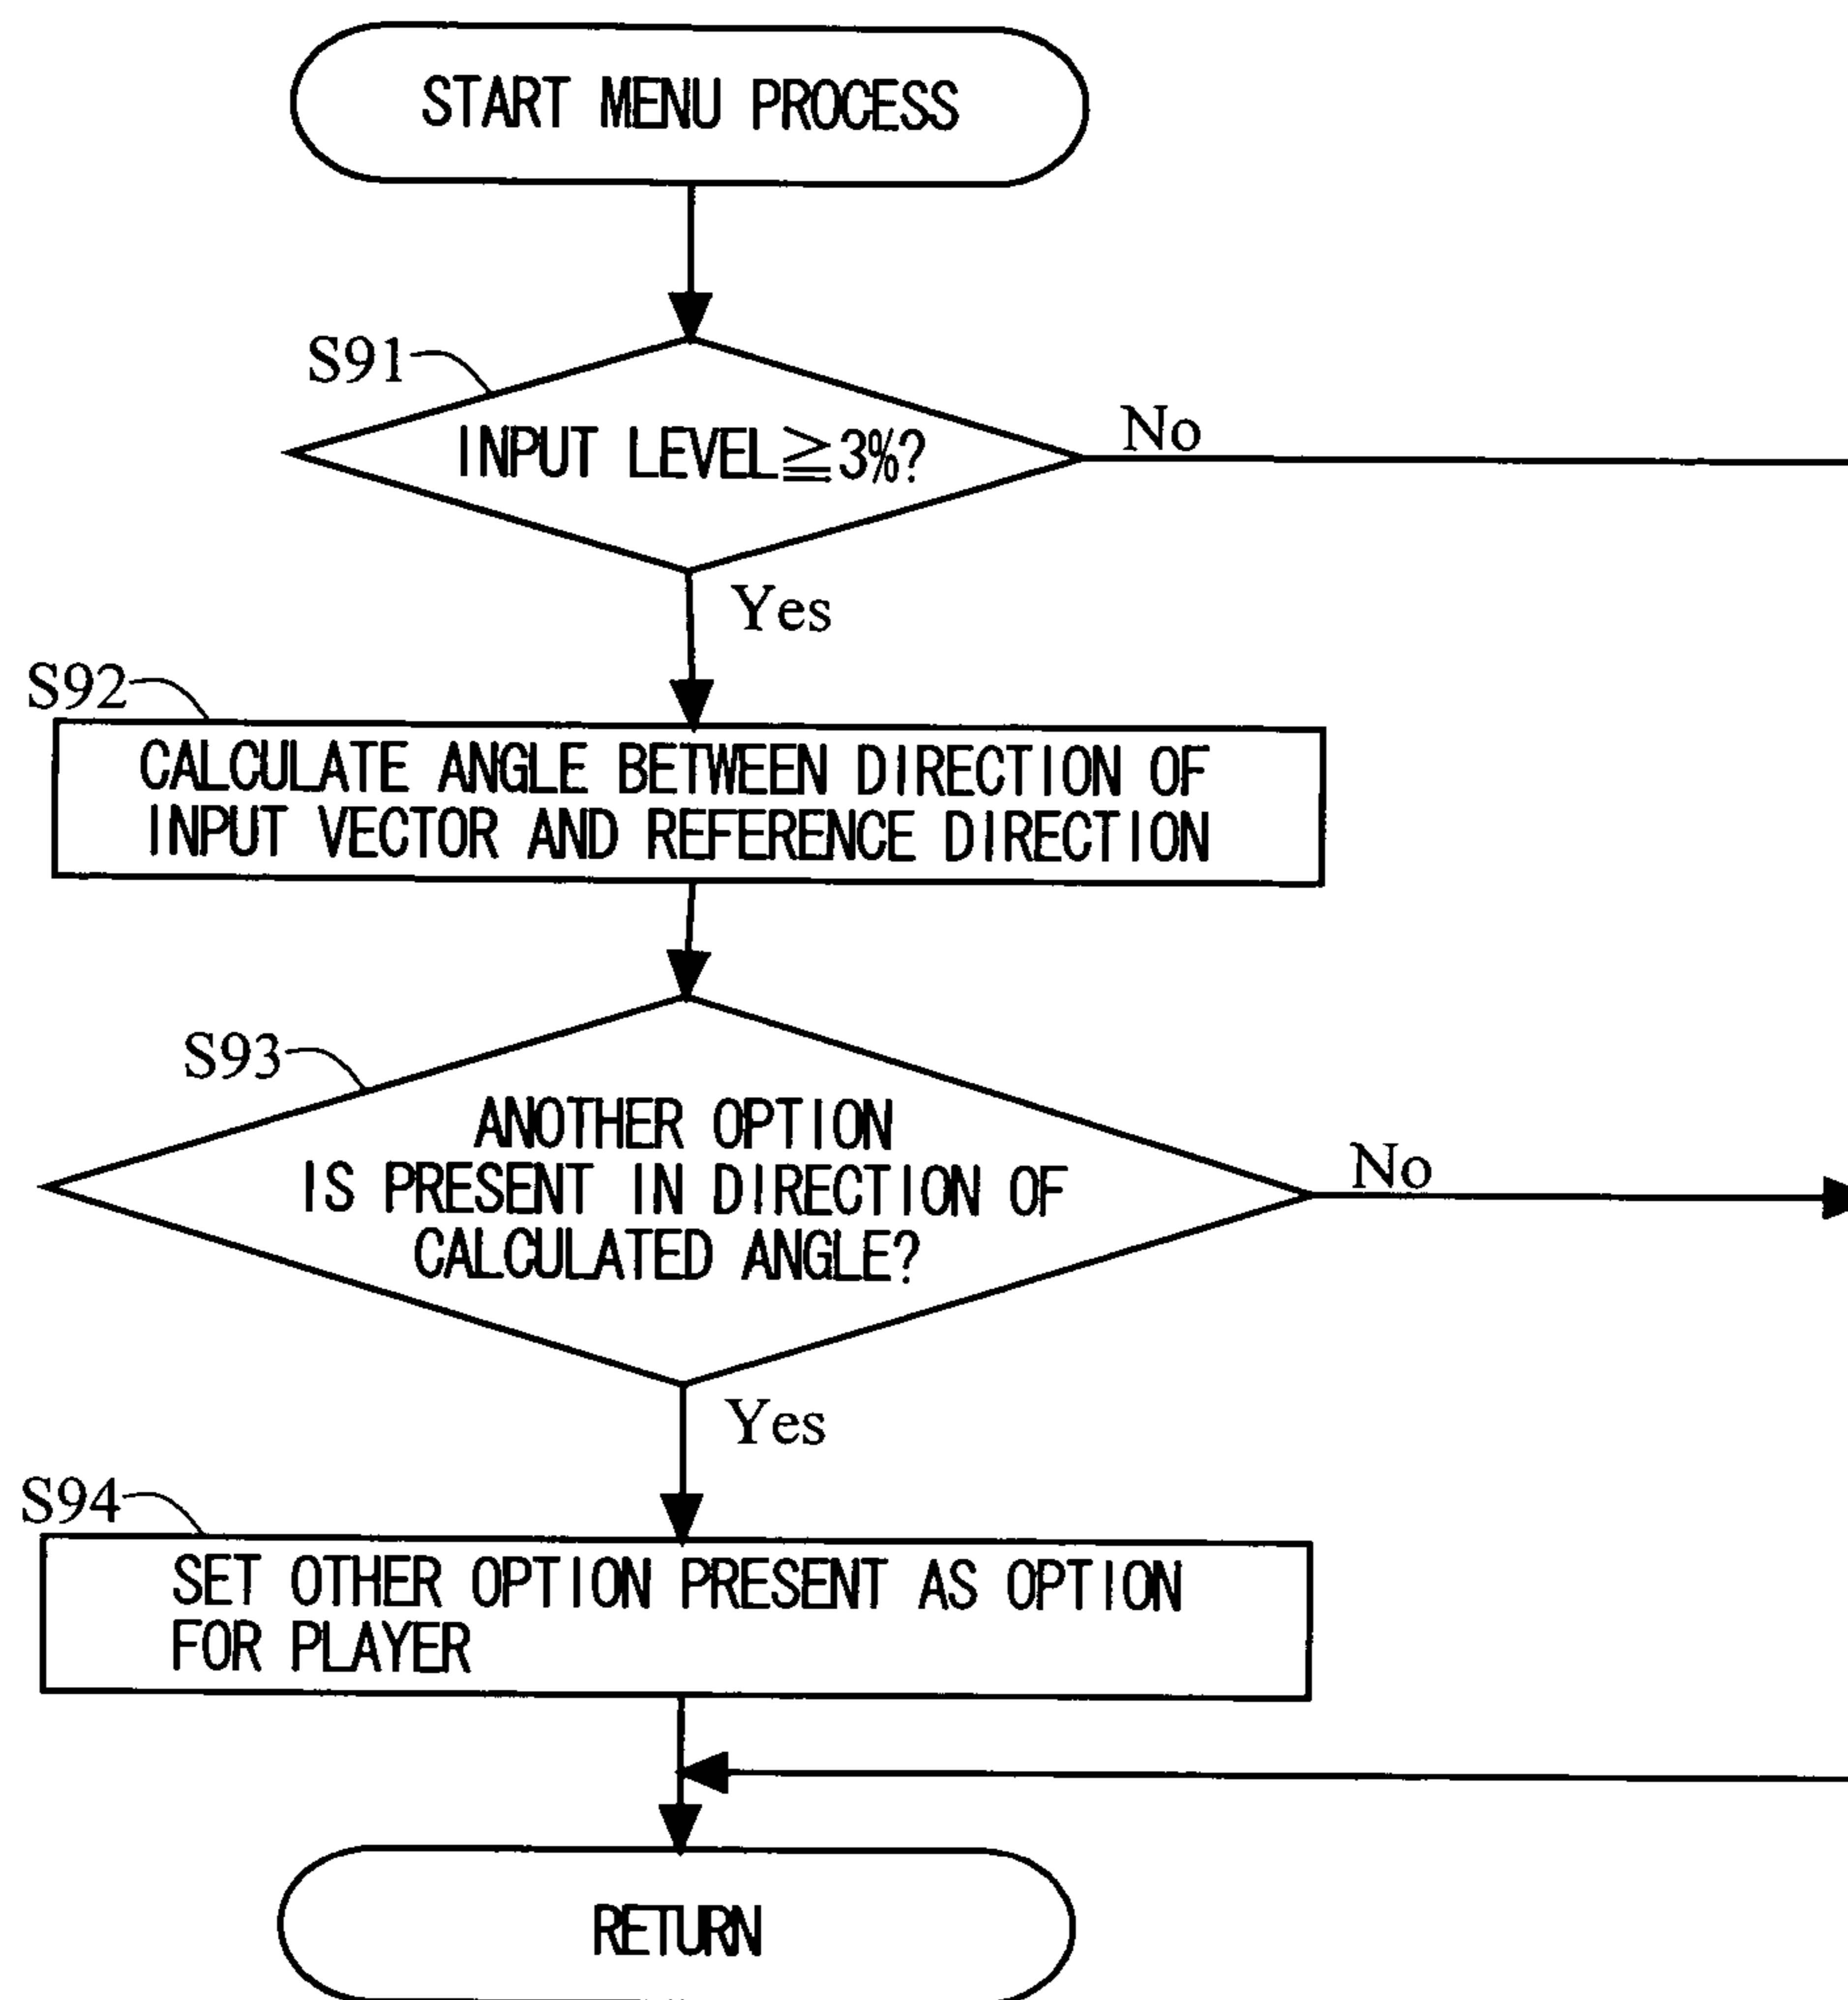 START MENU PROCESS
S91
INPUT LEVEL≧3%?
No
Yes
S92
CALCULATE ANGLE BETWEEN DIRECTION OF
INPUT VECTOR AND REFERENCE DIRECTION
S93
ANOTHER OPTION
IS PRESENT IN DIRECTION OF
CALCULATED ANGLE?
No
Yes
S94
SET OTHER OPTION PRESENT AS OPTION
FOR PLAYER
RETURN